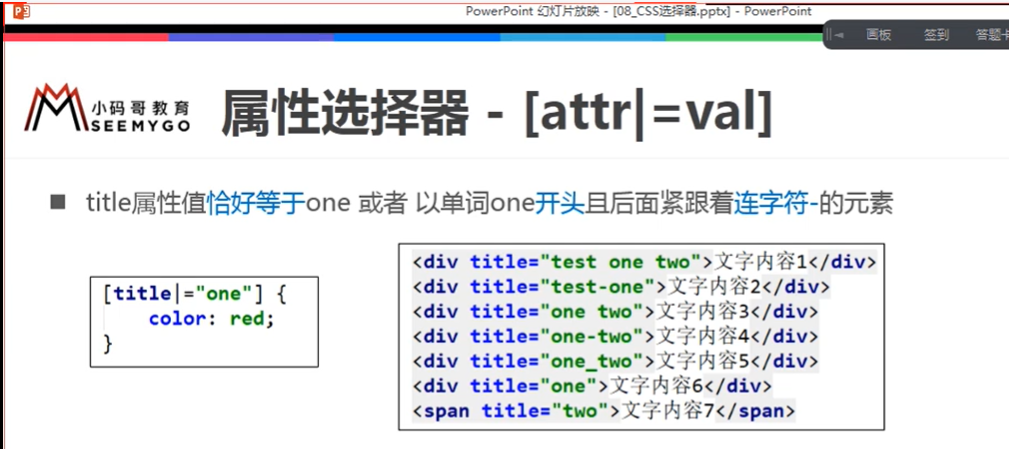 PowerPoint 幻灯片放映 - [08_CSS选择器.pptx] - PowerPoint
画板 签到 答题卡
小码哥教育
SEEMYGO
属性选择器 - [attr|=val]
■ title属性值恰好等于one 或者 以单词one开头且后面紧跟着连字符-的元素
[title|="one"] {
color: red;
}
<div title="test one two">文字内容1</div>
<div title="test-one">文字内容2</div>
<div title="one two">文字内容3</div>
<div title="one-two">文字内容4</div>
<div title="one_two">文字内容5</div>
<div title="one">文字内容6</div>
<span title="two">文字内容7</span>